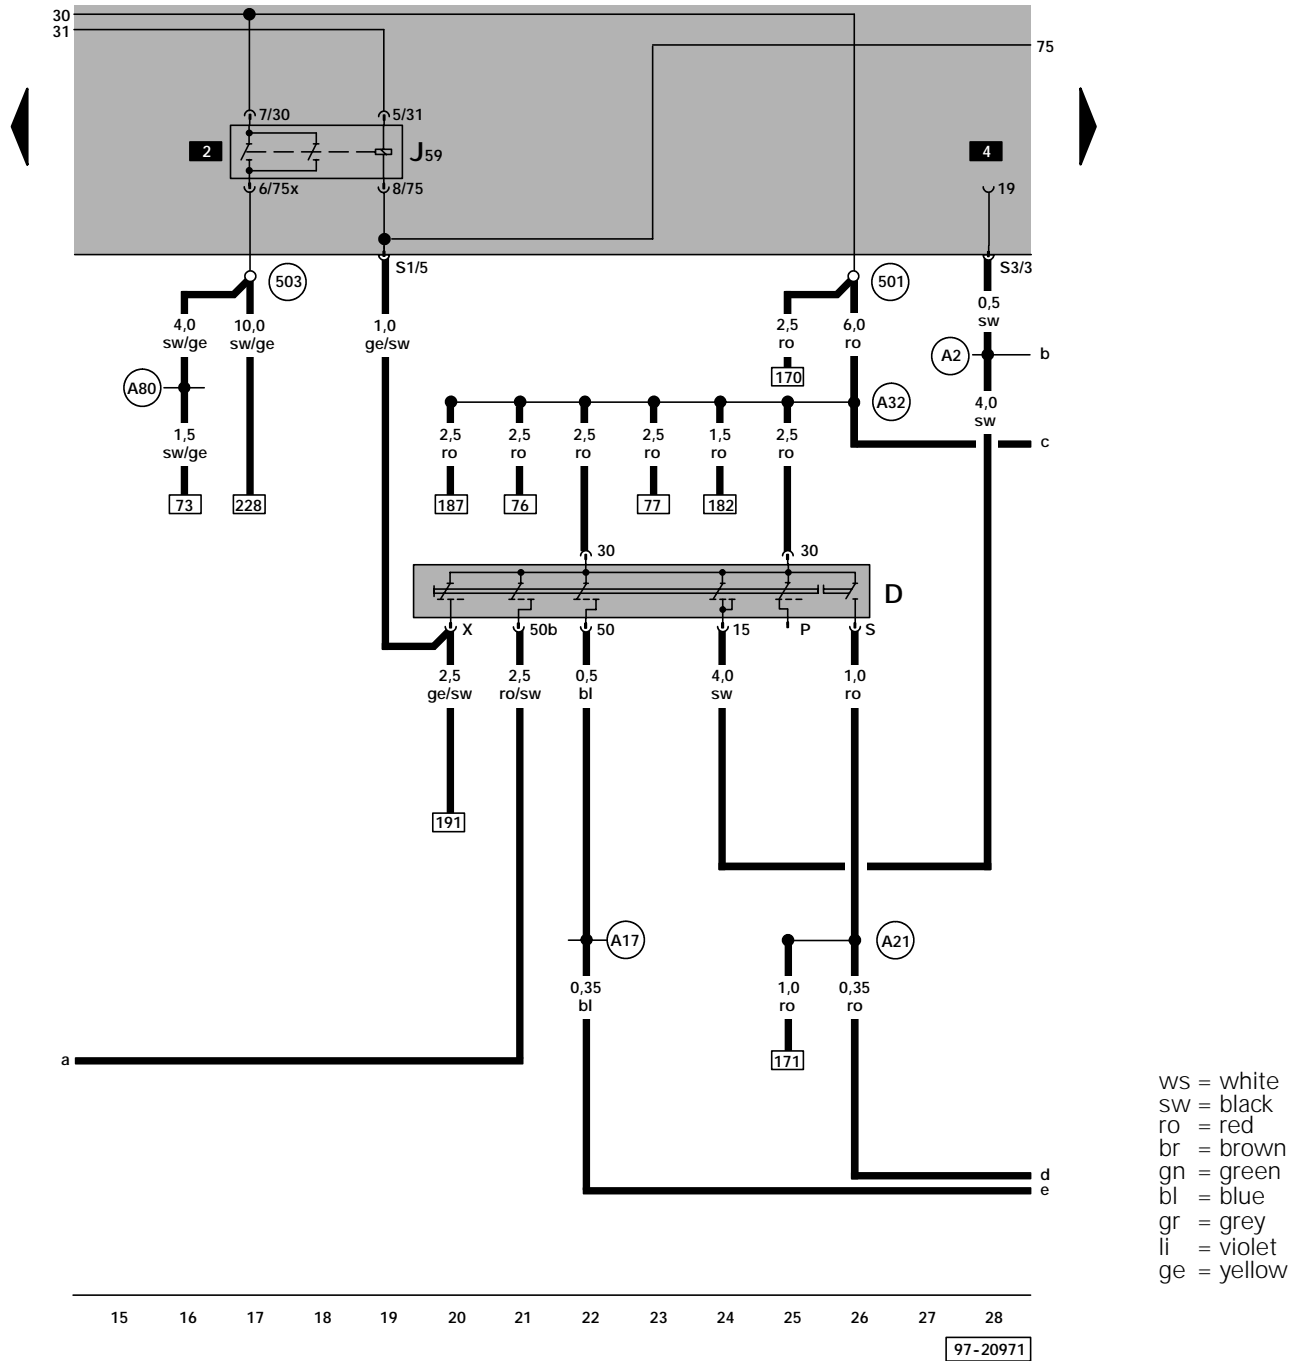 30
31
75
7/30
5/31
2
J59
4
6/75x
8/75
19
S1/5
S3/3
503
501
4,0
sw/ge
10,0
sw/ge
1,0
ge/sw
2,5
ro
6,0
ro
0,5
sw
A2
b
170
A80
A32
4,0
sw
1,5
sw/ge
2,5
ro
2,5
ro
2,5
ro
2,5
ro
1,5
ro
2,5
ro
c
73
228
187
76
77
182
30
30
D
X
50b
50
15
P
S
2,5
ge/sw
2,5
ro/sw
0,5
bl
4,0
sw
1,0
ro
191
A17
A21
0,35
bl
1,0
ro
0,35
ro
a
171
d
e
ws = white
sw = black
ro = red
br = brown
gn = green
bl = blue
gr = grey
li = violet
ge = yellow
15 16 17 18 19 20 21 22 23 24 25 26 27 28
97-20971